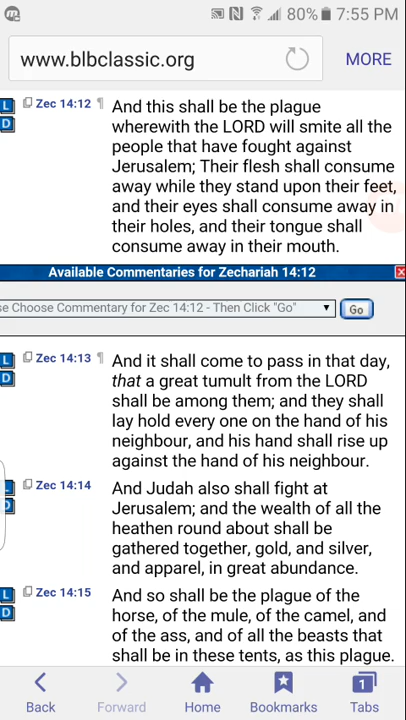 80% 7:55 PM
www.blbclassic.org MORE
L Zec 14:12 ¶ And this shall be the plague
D wherewith the LORD will smite all the
people that have fought against
Jerusalem; Their flesh shall consume
away while they stand upon their feet,
and their eyes shall consume away in
their holes, and their tongue shall
consume away in their mouth.
Available Commentaries for Zechariah 14:12 X
se Choose Commentary for Zec 14:12 - Then Click "Go" Go
L Zec 14:13 ¶ And it shall come to pass in that day,
D that a great tumult from the LORD
shall be among them; and they shall
lay hold every one on the hand of his
neighbour, and his hand shall rise up
against the hand of his neighbour.
L Zec 14:14 And Judah also shall fight at
D Jerusalem; and the wealth of all the
heathen round about shall be
gathered together, gold, and silver,
and apparel, in great abundance.
L Zec 14:15 And so shall be the plague of the
D horse, of the mule, of the camel, and
of the ass, and of all the beasts that
shall be in these tents, as this plague.
1
Back Forward Home Bookmarks Tabs